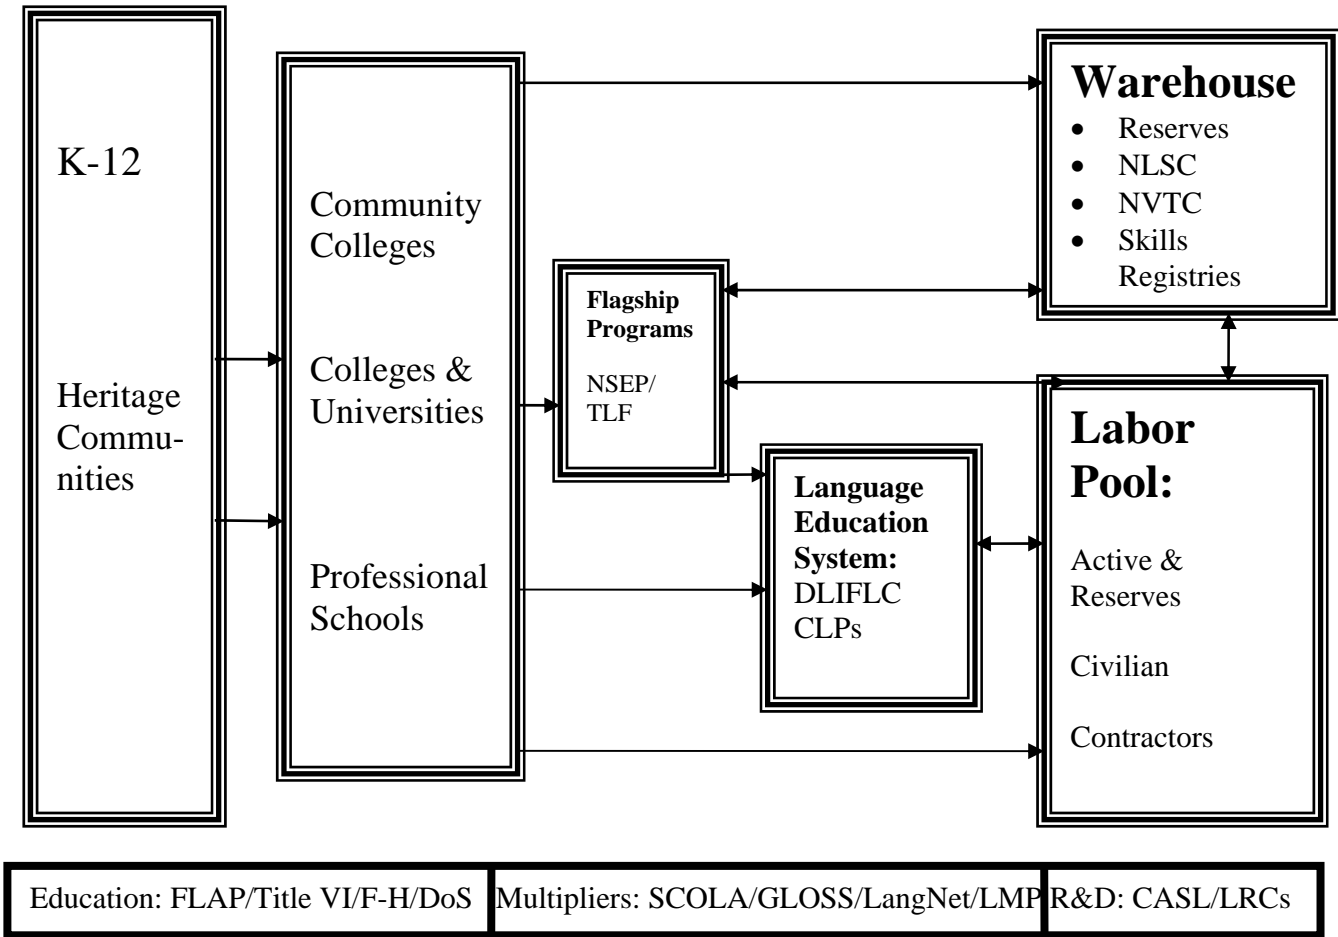 K-12
Heritage
Commu-
nities
Community
Colleges
Colleges &
Universities
Professional
Schools
Flagship
Programs
NSEP/
TLF
Language
Education
System:
DLIFLC
CLPs
Warehouse
• Reserves
• NLSC
• NVTC
• Skills
Registries
Labor
Pool:
Active &
Reserves
Civilian
Contractors
Education: FLAP/Title VI/F-H/DoS
Multipliers: SCOLA/GLOSS/LangNet/LMP
R&D: CASL/LRCs